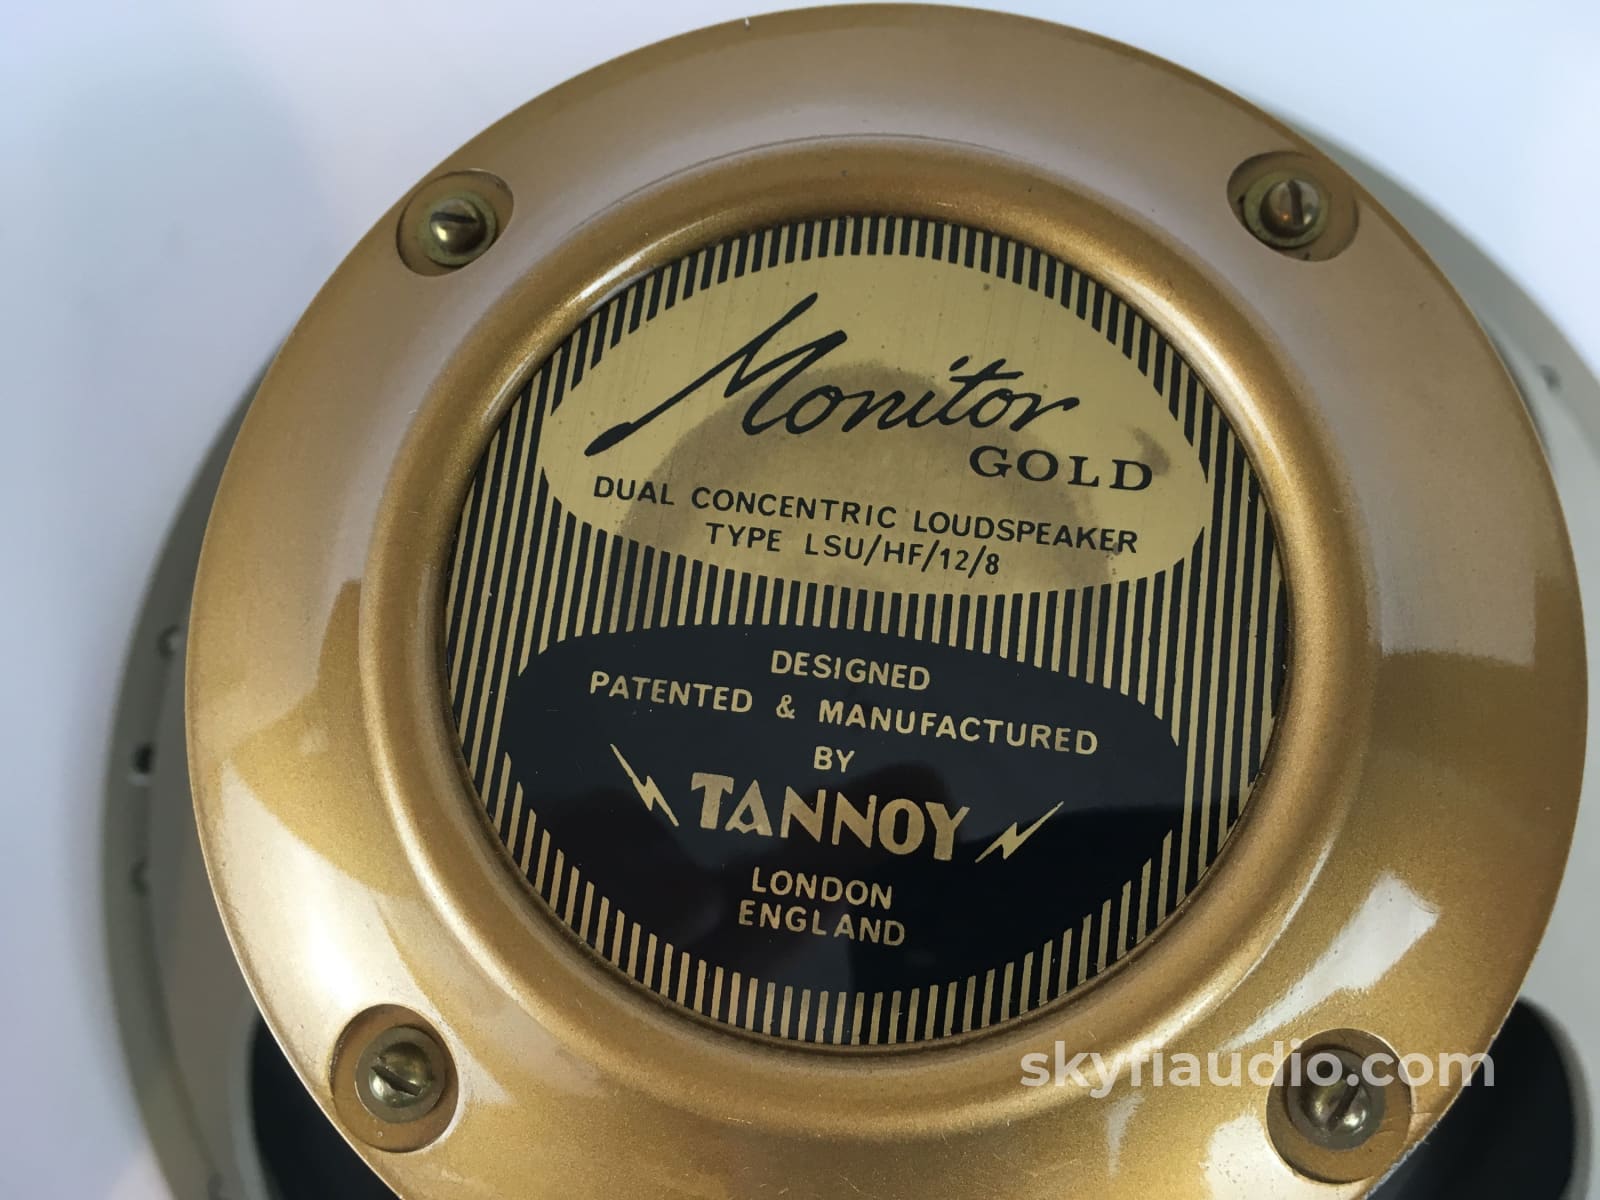 Monitor
GOLD
DUAL CONCENTRIC LOUDSPEAKER
TYPE LSU/HF/12/8
DESIGNED
PATENTED & MANUFACTURED
BY
TANNOY
LONDON
ENGLAND
skyfiaudio.com